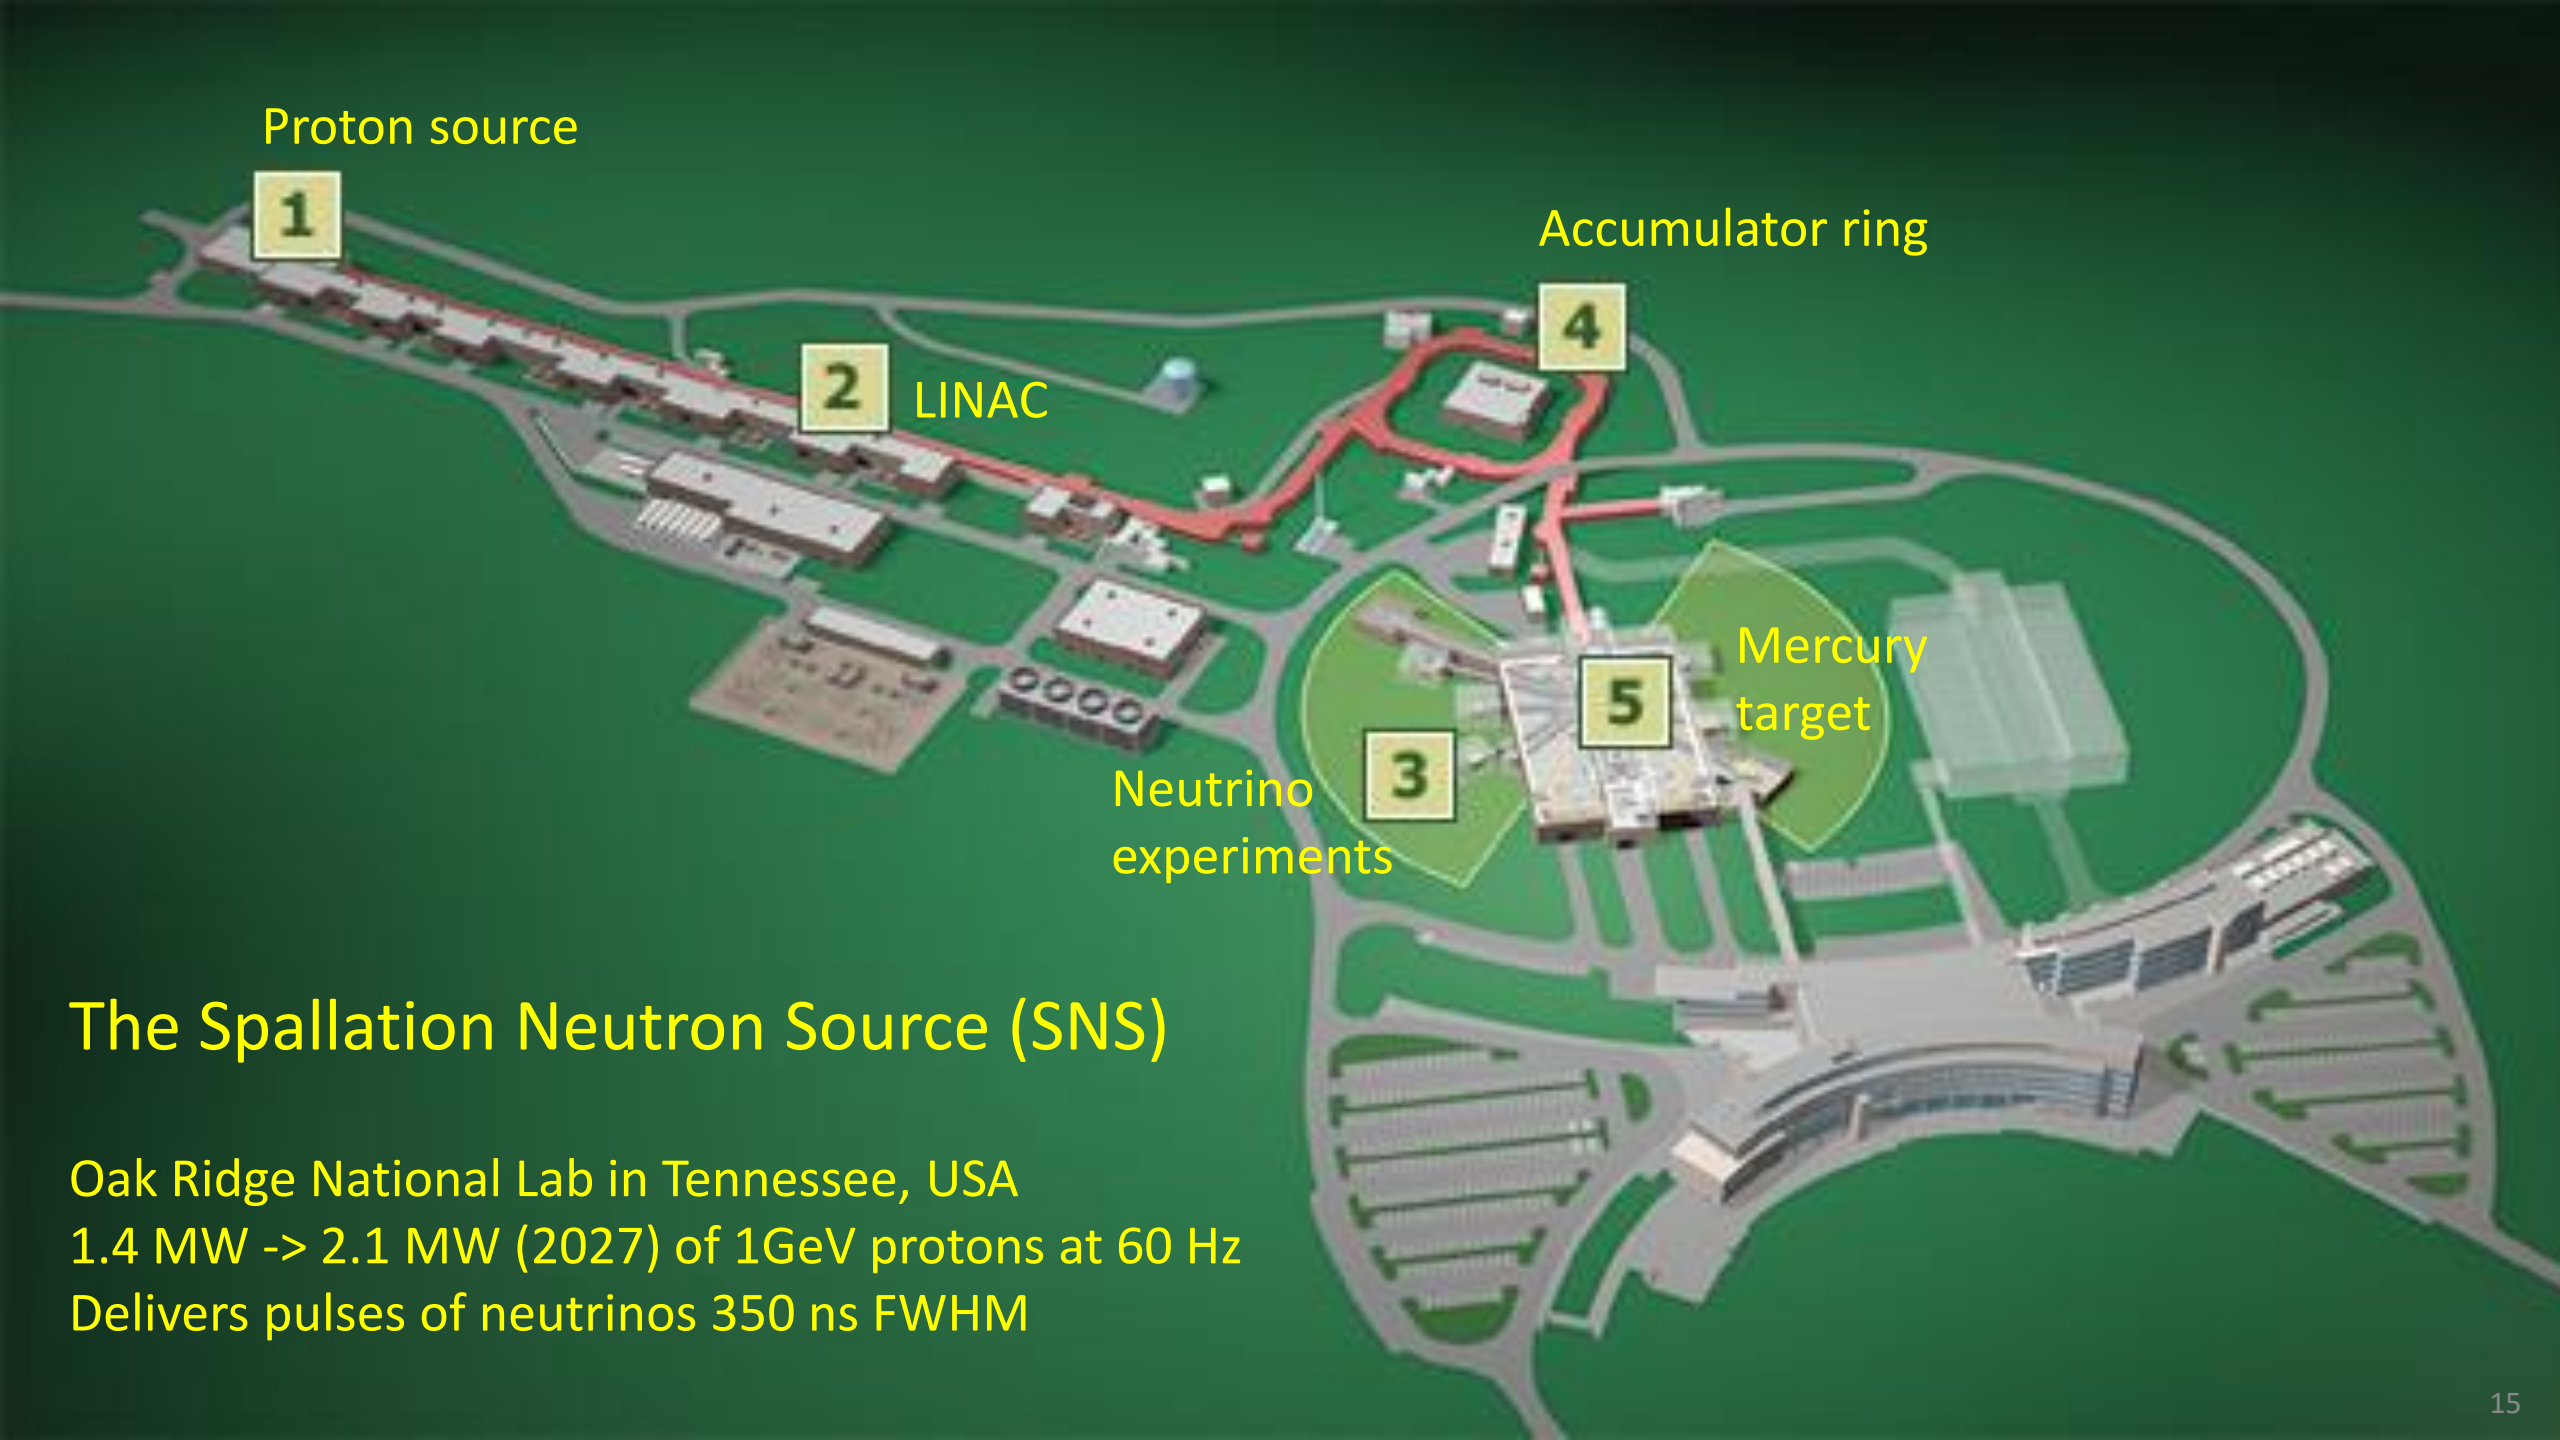 Proton source
1
Accumulator ring
4
2
LINAC
Mercury
target
5
3
Neutrino
experiments
The Spallation Neutron Source (SNS)
Oak Ridge National Lab in Tennessee, USA
1.4 MW -> 2.1 MW (2027) of 1GeV protons at 60 Hz
Delivers pulses of neutrinos 350 ns FWHM
15